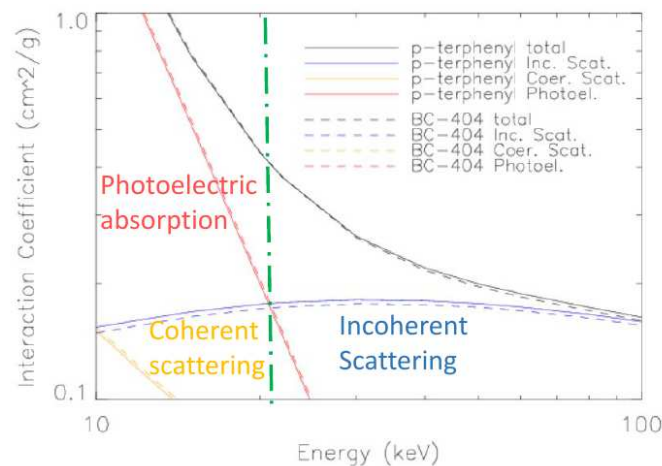 1.0
Interaction Coefficient (cm^2/g)
0.1
p-terphenyl total
p-terphenyl Inc. Scat.
p-terphenyl Coer. Scat.
p-terphenyl Photoel.
BC-404 total
BC-404 Inc. Scat.
BC-404 Coer. Scat.
BC-404 Photoel.
Photoelectric
absorption
Coherent
scattering
Incoherent
Scattering
10
100
Energy (keV)